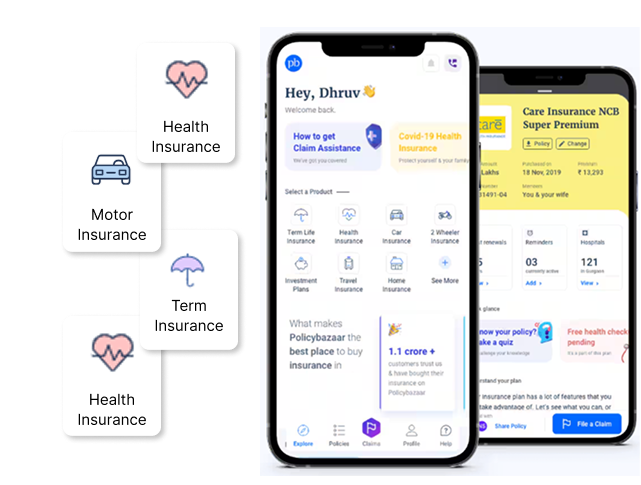 Health
Insurance
Motor
Insurance
Term
Insurance
Health
Insurance
pb
Hey, Dhruv
Welcome back.
How to get
Claim Assistance
We've got you covered
Covid-19 Health
Insurance
Protect yourself & your
Select a Product
Term Life
Insurance
Health
Insurance
Car
Insurance
2 Wheeler
Insurance
Investment
Plans
Travel
Insurance
Home
Insurance
See More
What makes
Policybazaar the
best place to buy
insurance in
1.1 crore +
customers trust us
& have bought their
insurance on
Policybazaar
Explore
Policies
Claims
Profile
Help
care
Care Insurance NCB
Super Premium
Policy
Change
Purchased on
Premium
Lakhs
18 Nov, 2019
₹ 13,293
Members
31491-04
You & your wife
renewals
Reminders
Hospitals
03
121
currently active
in Gurgaon
Add
View
glance
now your policy?
ake a quiz
challenge your knowledge
Free health check
pending
It's a part of your plan
erstand your plan
insurance plan has a lot of features that you
take advantage of. Let's see what you can, or
Share Policy
File a Claim